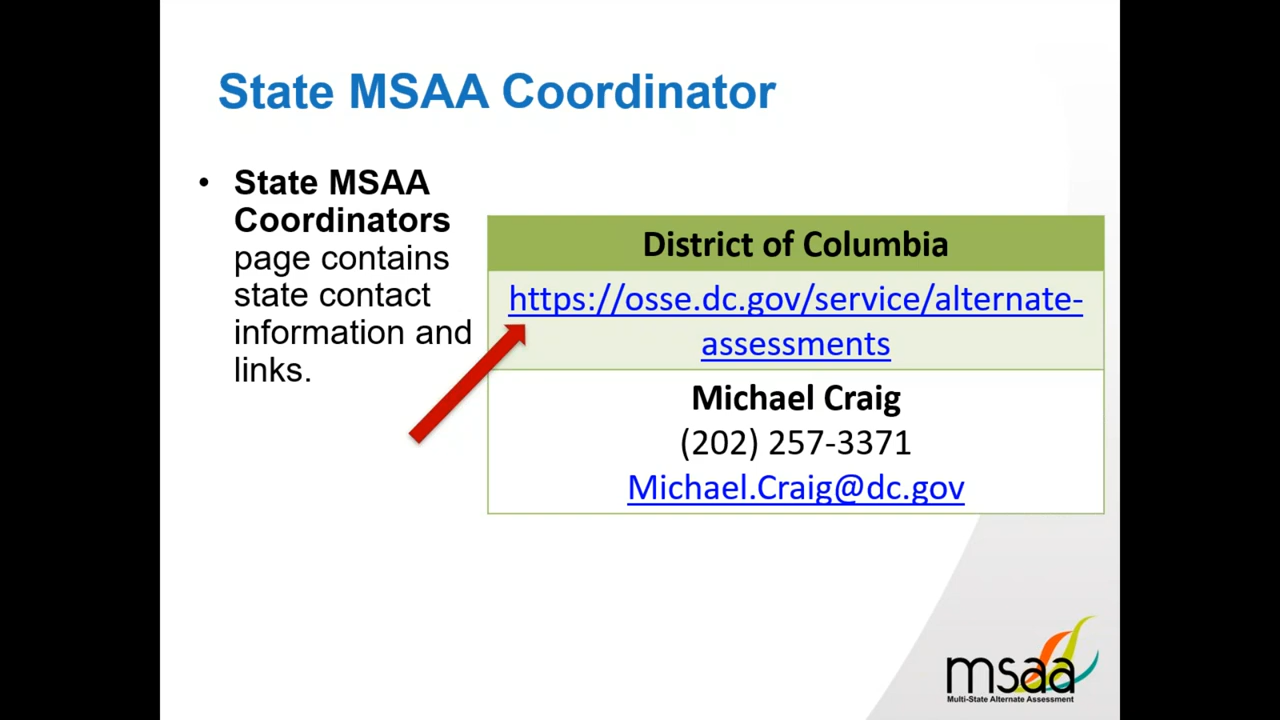 State MSAA Coordinator
• State MSAA
Coordinators
page contains
state contact
information and
links.
District of Columbia
https://osse.dc.gov/service/alternate-
assessments
Michael Craig
(202) 257-3371
Michael.Craig@dc.gov
msaa
Multi-State Alternate Assessment